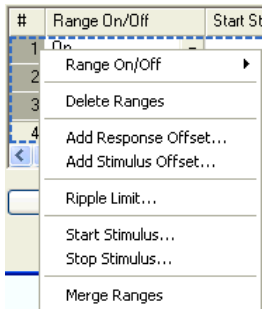 # Range On/Off Start St
1 On
2
3
4
Range On/Off
Delete Ranges
Add Response Offset...
Add Stimulus Offset...
Ripple Limit...
Start Stimulus...
Stop Stimulus...
Merge Ranges